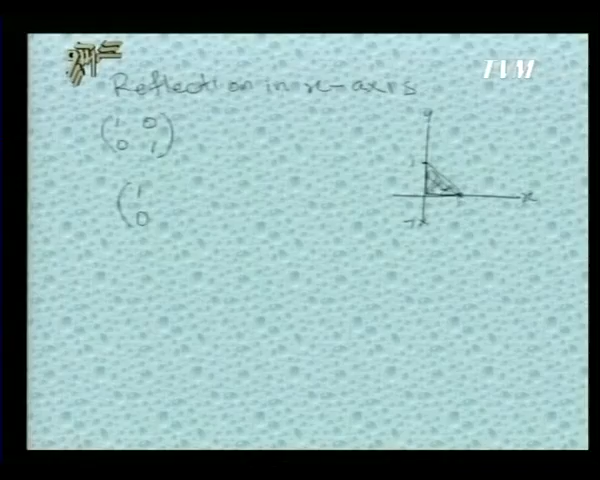 TVM
Reflection in x-axis
( 1 0 )
( 0 1 )
( 1
( 0
y
1
x
-1